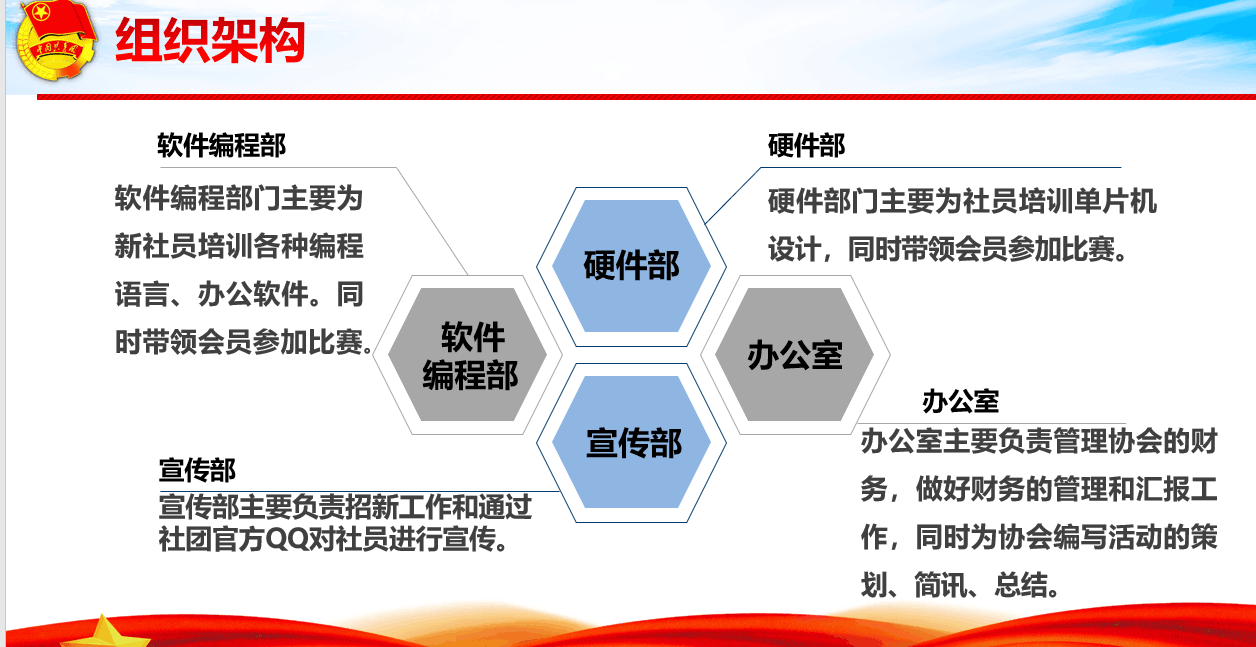 组织架构
软件编程部
软件编程部门主要为
新社员培训各种编程
语言、办公软件。同
时带领会员参加比赛。
硬件部
硬件部门主要为社员培训单片机
设计，同时带领会员参加比赛。
硬件部
软件
编程部
办公室
宣传部
办公室
办公室主要负责管理协会的财
务，做好财务的管理和汇报工
作，同时为协会编写活动的策
划、简讯、总结。
宣传部
宣传部主要负责招新工作和通过
社团官方QQ对社员进行宣传。